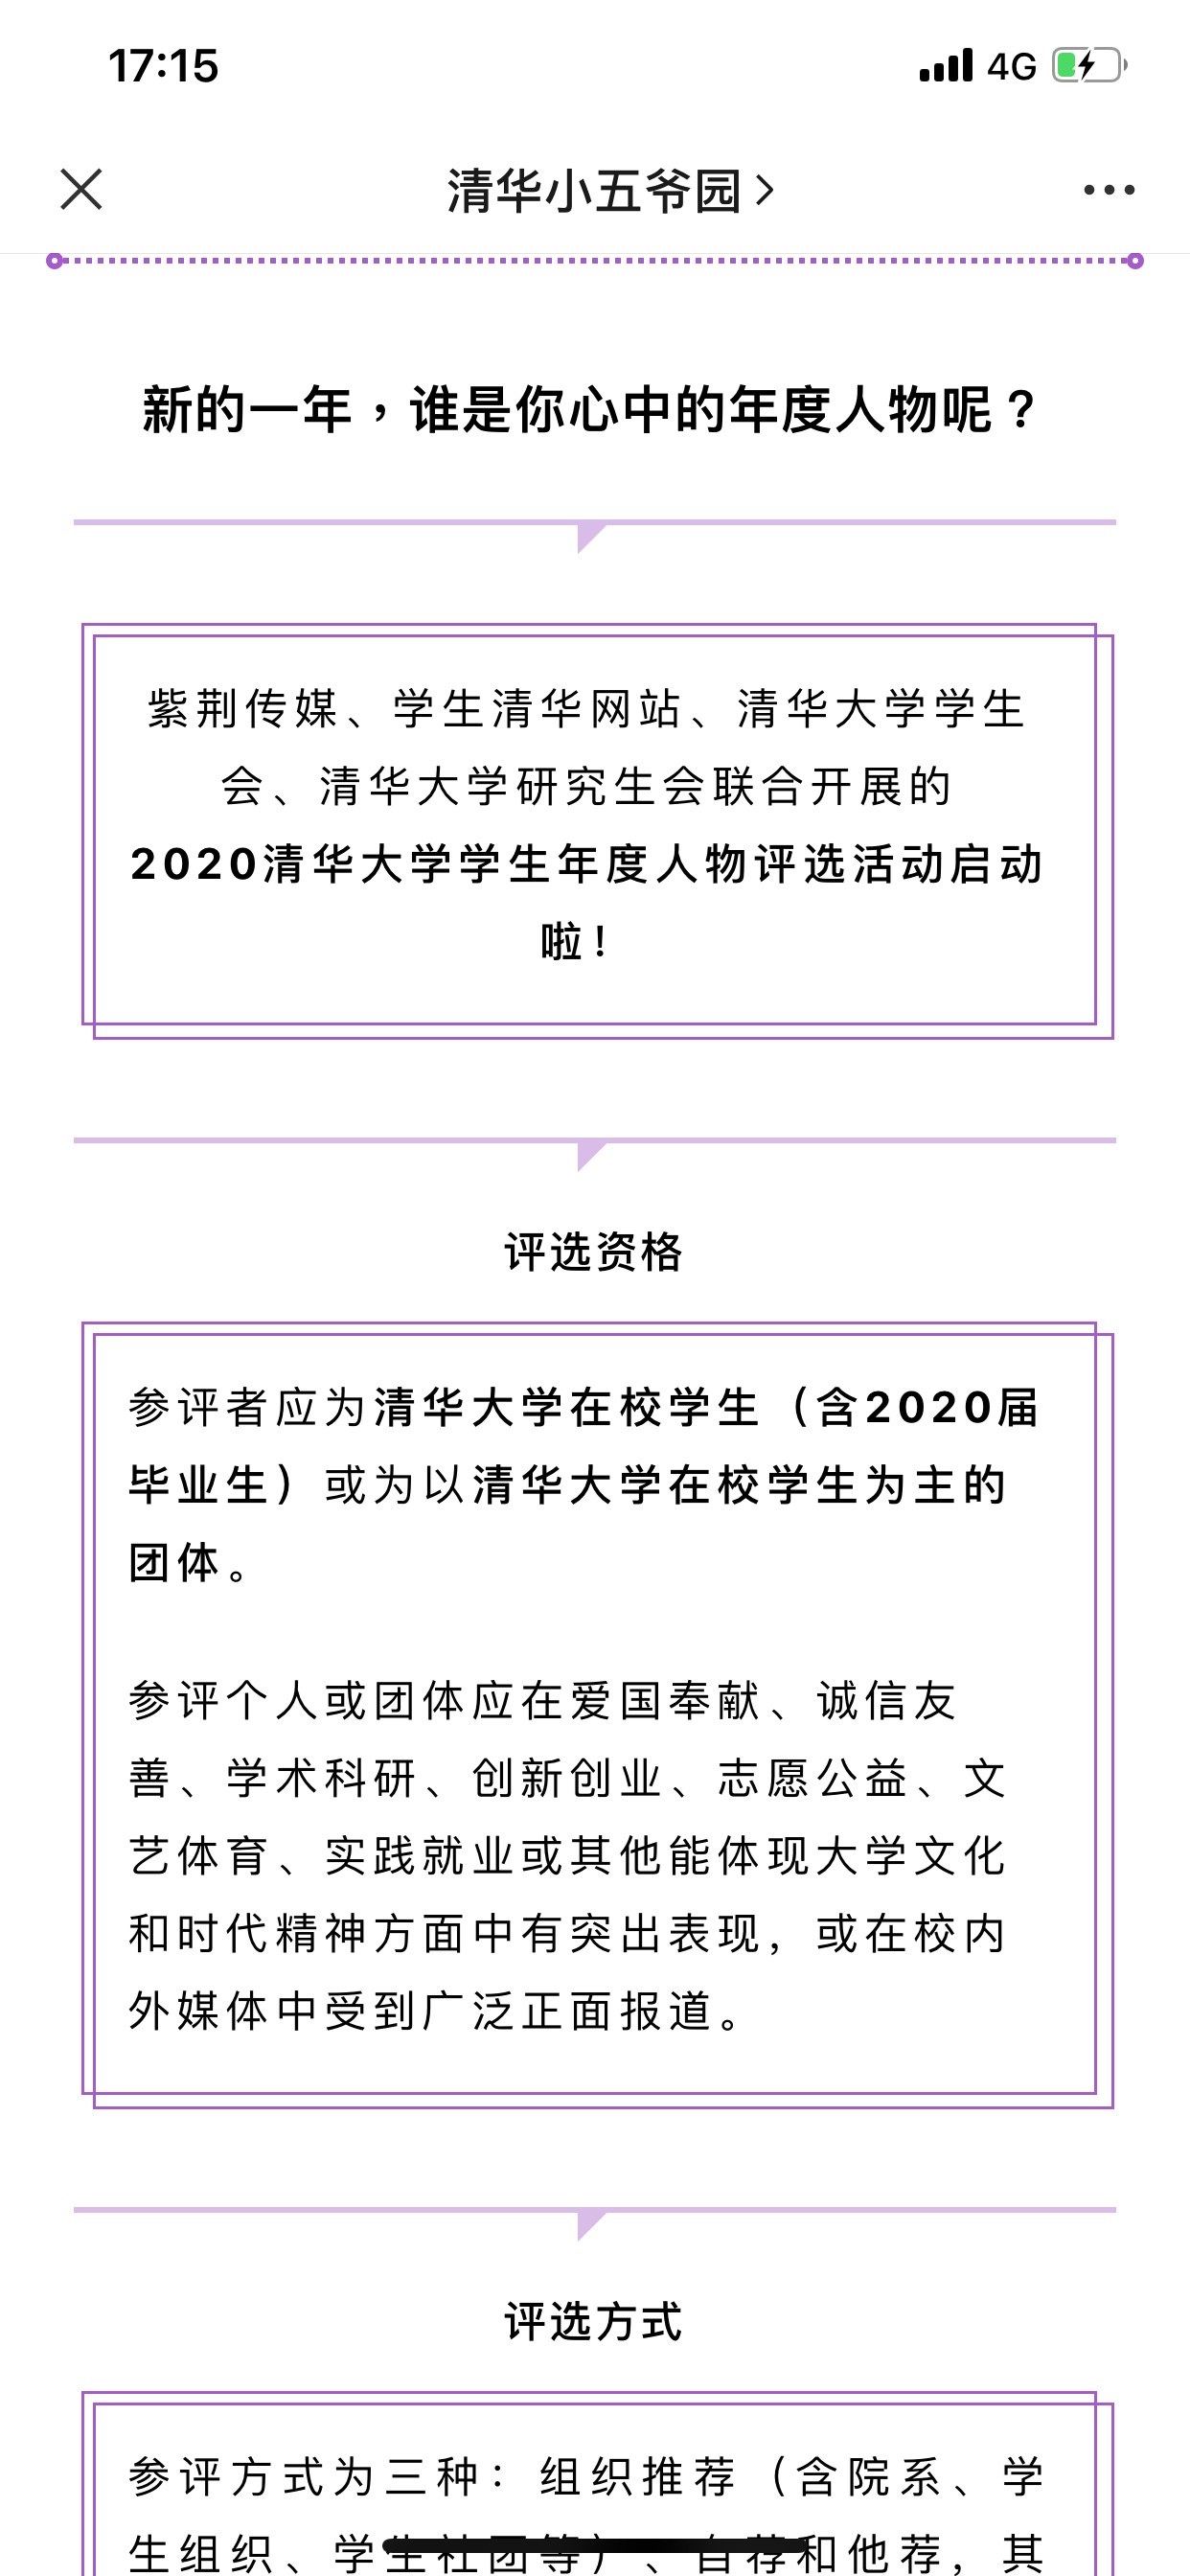 17:15
4G
清华小五爷园
新的一年，谁是你心中的年度人物呢？
紫荆传媒、学生清华网站、清华大学学生
会、清华大学研究生会联合开展的
2020清华大学学生年度人物评选活动启动
啦！
评选资格
参评者应为清华大学在校学生（含2020届
毕业生）或为以清华大学在校学生为主的
团体。
参评个人或团体应在爱国奉献、诚信友
善、学术科研、创新创业、志愿公益、文
艺体育、实践就业或其他能体现大学文化
和时代精神方面中有突出表现，或在校内
外媒体中受到广泛正面报道。
评选方式
参评方式为三种：组织推荐（含院系、学
生组织、学生社团等）、自荐和他荐，其